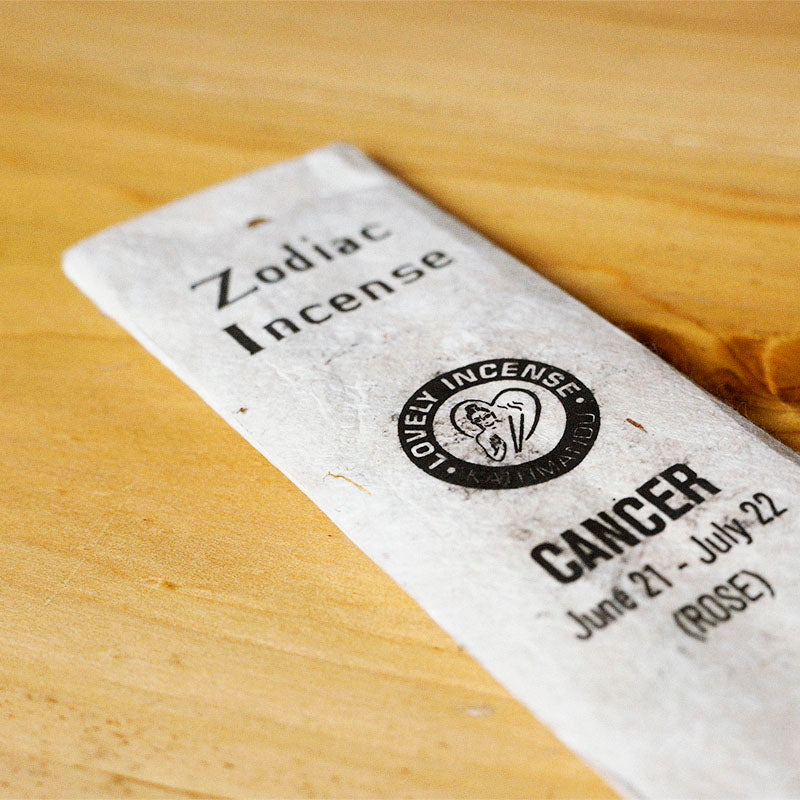 Zodiac
Incense
LOVELY INCENSE
KATHMANDU
CANCER
June 21 - July 22
(ROSE)